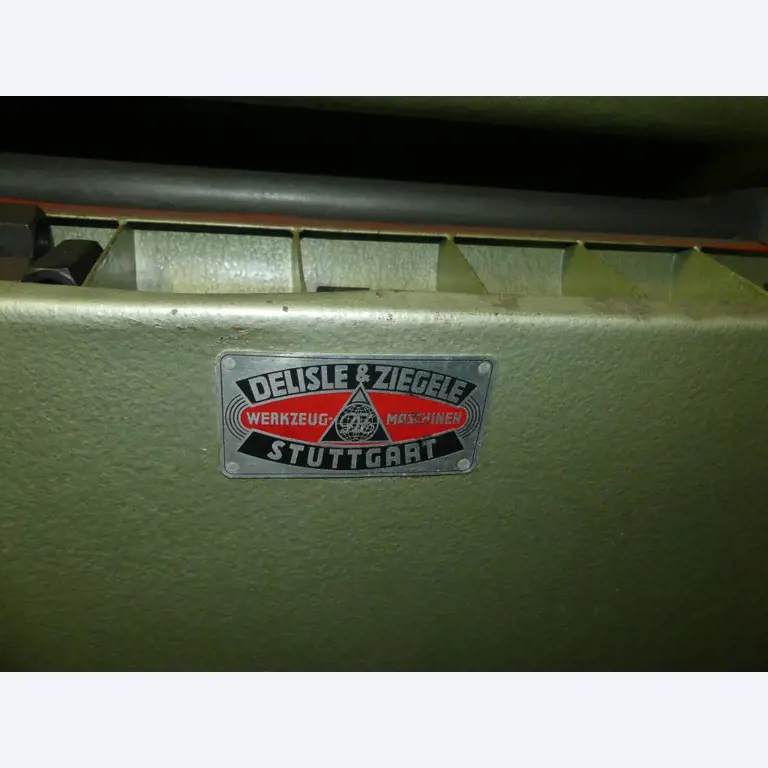 DELISLE & ZIEGELE
WERKZEUG-MASCHINEN
STUTTGART